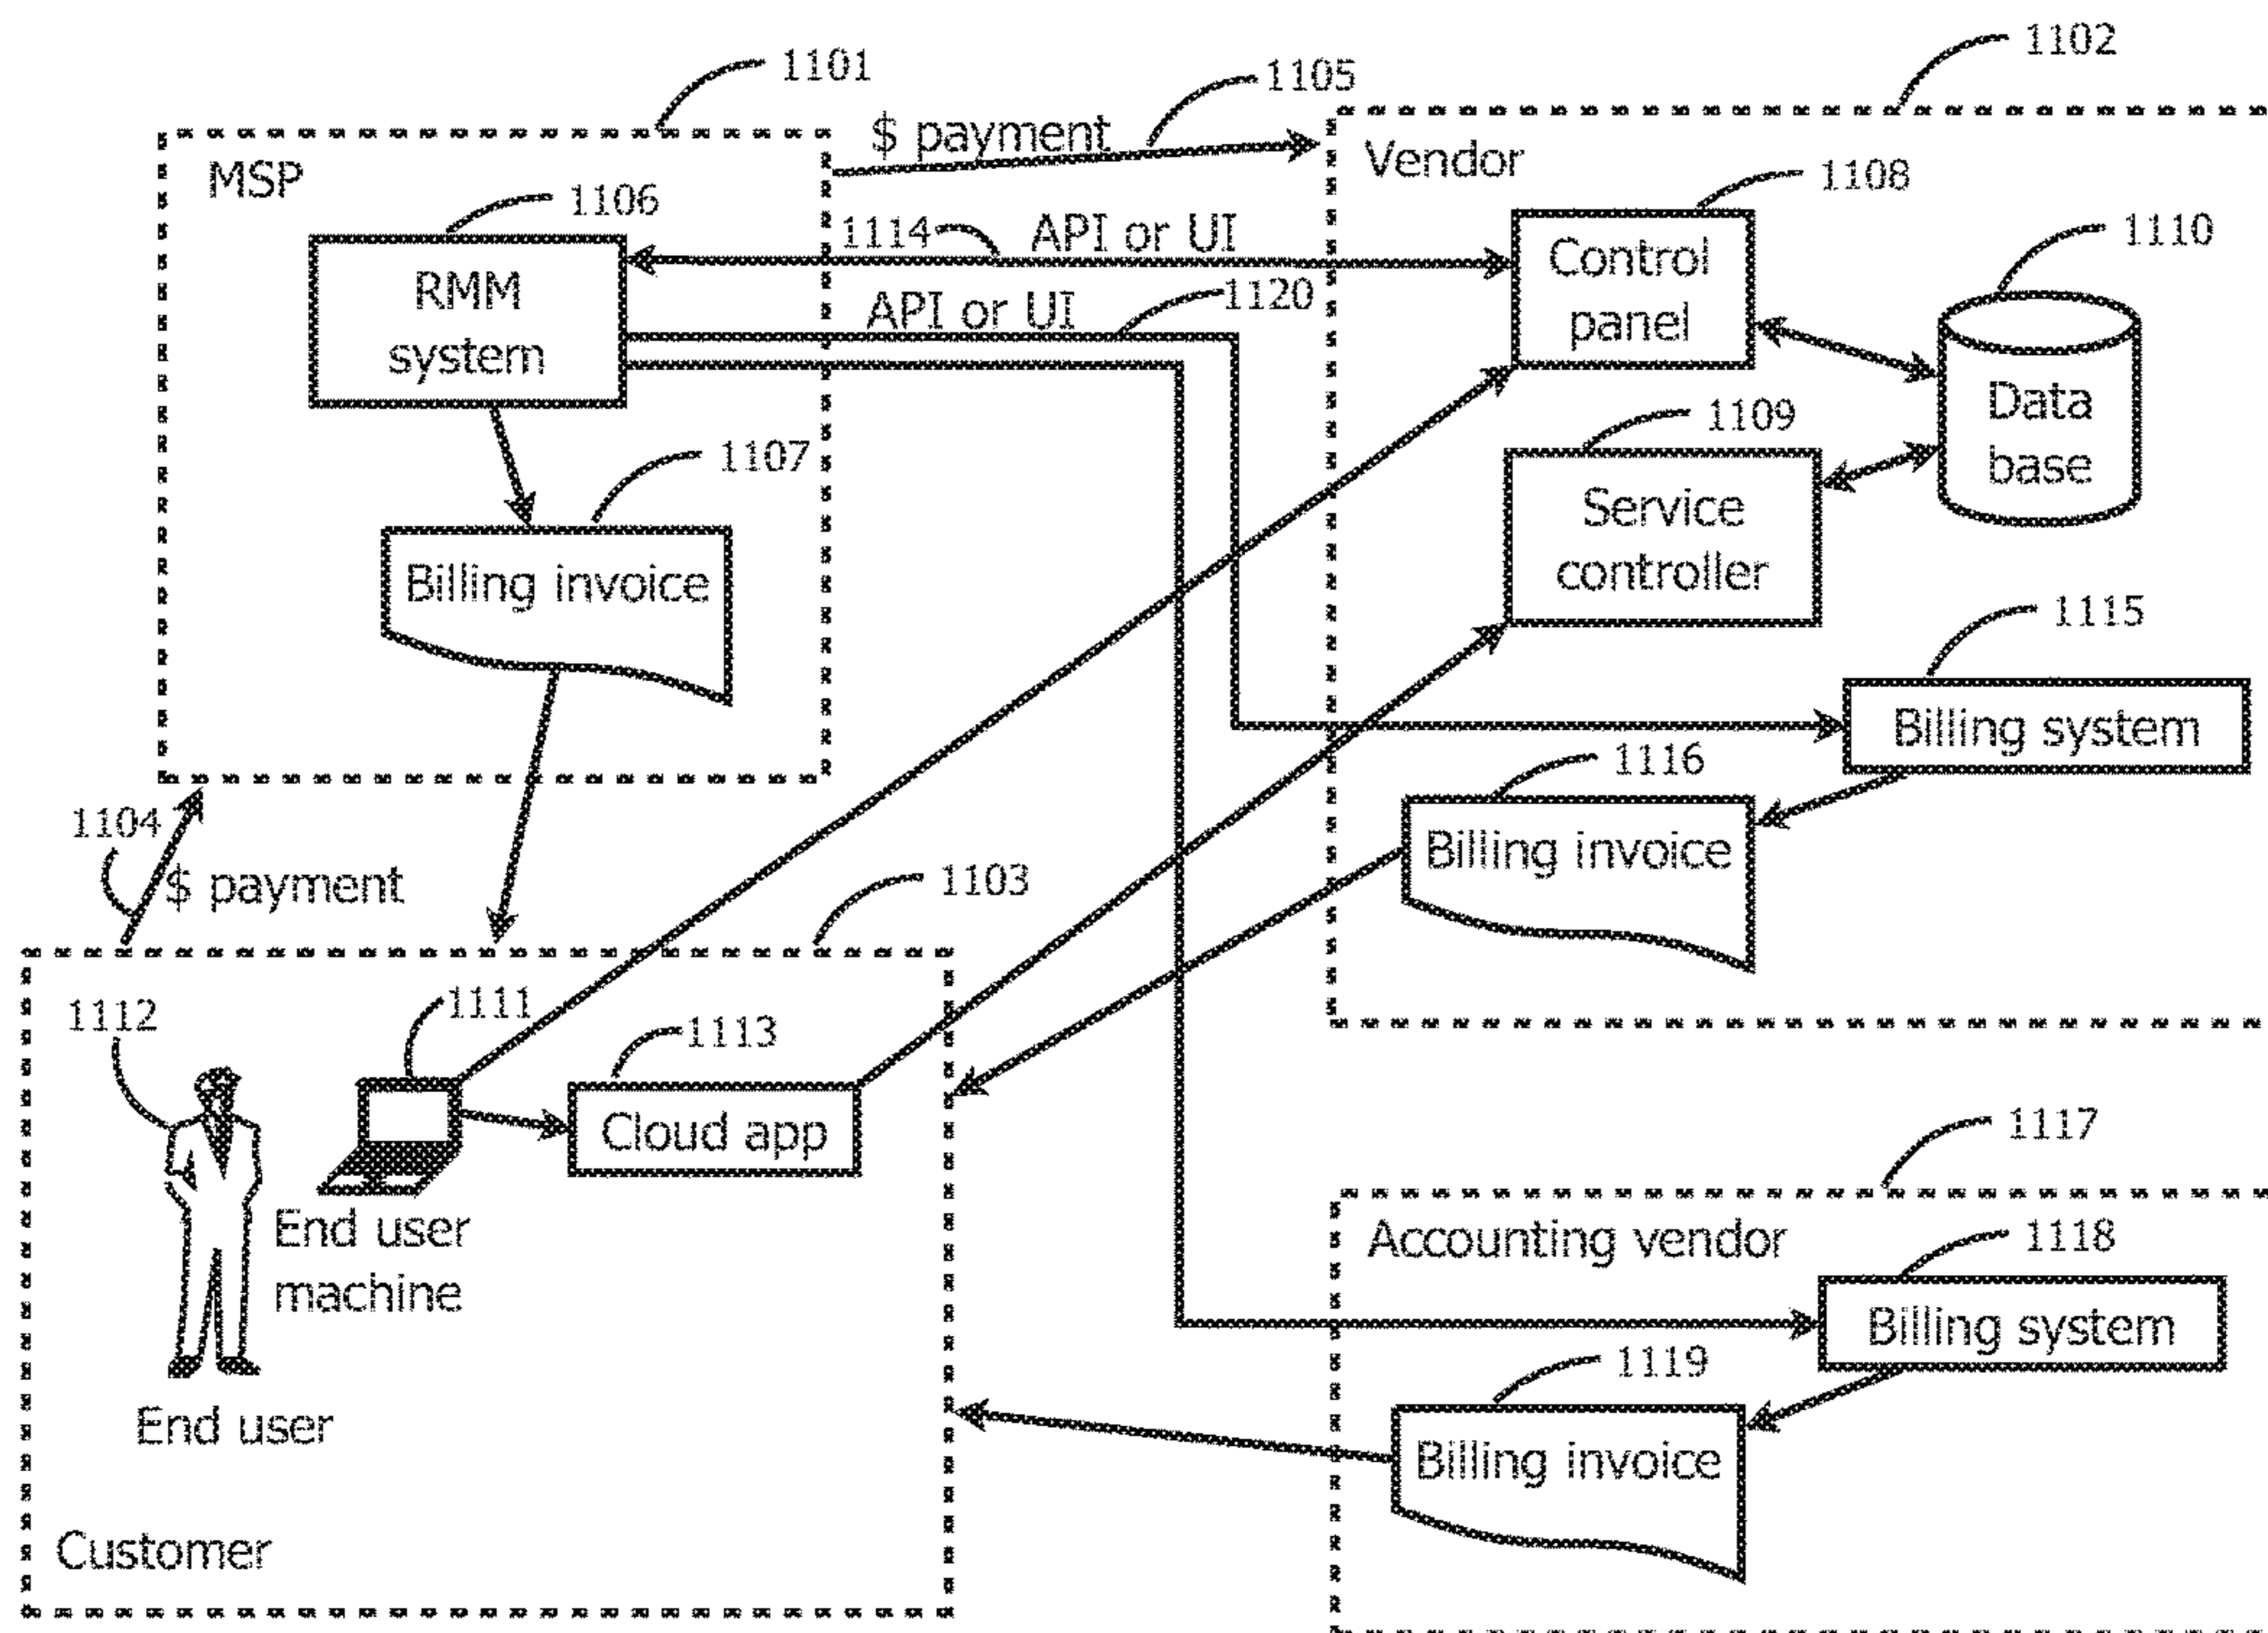 1101
1102
1105
$ payment
MSP
Vendor
1106
1108
1114
API or UI
1110
RMM
system
Control
panel
API or UI
1120
Data
base
1107
1109
Billing invoice
Service
controller
1115
Billing system
1116
Billing invoice
1104
$ payment
1103
1112
1111
1113
Cloud app
End user
machine
End user
Customer
1117
Accounting vendor
1118
Billing system
1119
Billing invoice